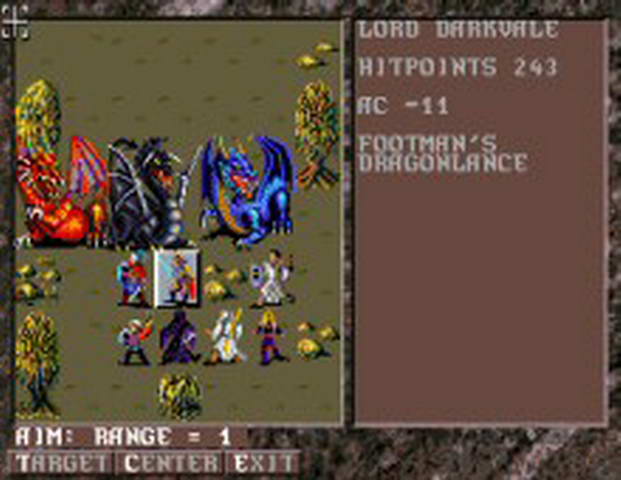 LORD DARKVALE
HITPOINTS 243
AC -11
FOOTMAN'S
DRAGONLANCE
AIM: RANGE = 1
TARGET CENTER EXIT